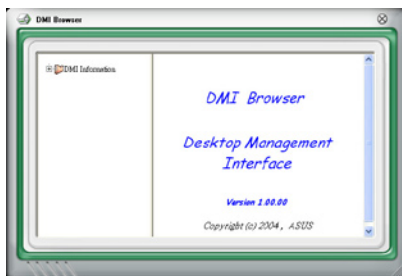 DMI Browser
DMI Information
DMI Browser
Desktop Management
Interface
Version 1.00.00
Copyright (c) 2004, ASUS